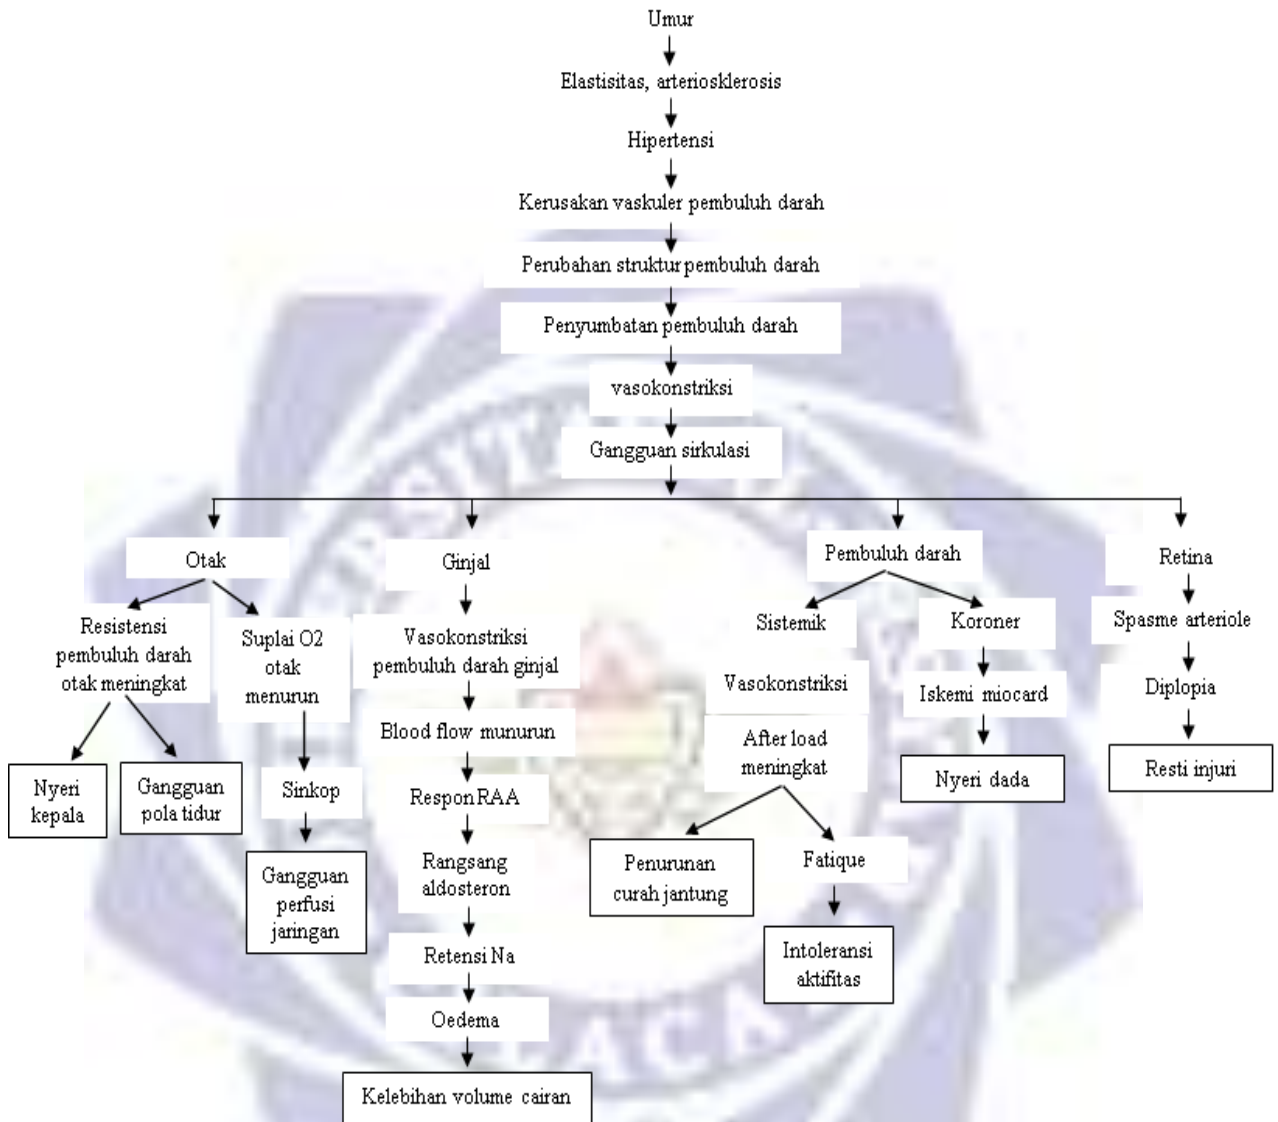 Umur
Elastisitas, arteriosklerosis
Hipertensi
Kerusakan vaskuler pembuluh darah
Perubahan struktur pembuluh darah
Penyumbatan pembuluh darah
vasokonstriksi
Gangguan sirkulasi
Otak
Resistensi
pembuluh darah
otak meningkat
Nyeri
kepala
Gangguan
pola tidur
Suplai O2
otak
menurun
Sinkop
Gangguan
perfusi
jaringan
Ginjal
Vasokonstriksi
pembuluh darah ginjal
Blood flow munurun
Respon RAA
Rangsang
aldosteron
Retensi Na
Oedema
Kelebihan volume cairan
Pembuluh darah
Sistemik
Vasokonstriksi
After load
meningkat
Penurunan
curah jantung
Fatique
Intoleransi
aktifitas
Koroner
Iskemi miocard
Nyeri dada
Retina
Spasme arteriole
Diplopia
Resti injuri